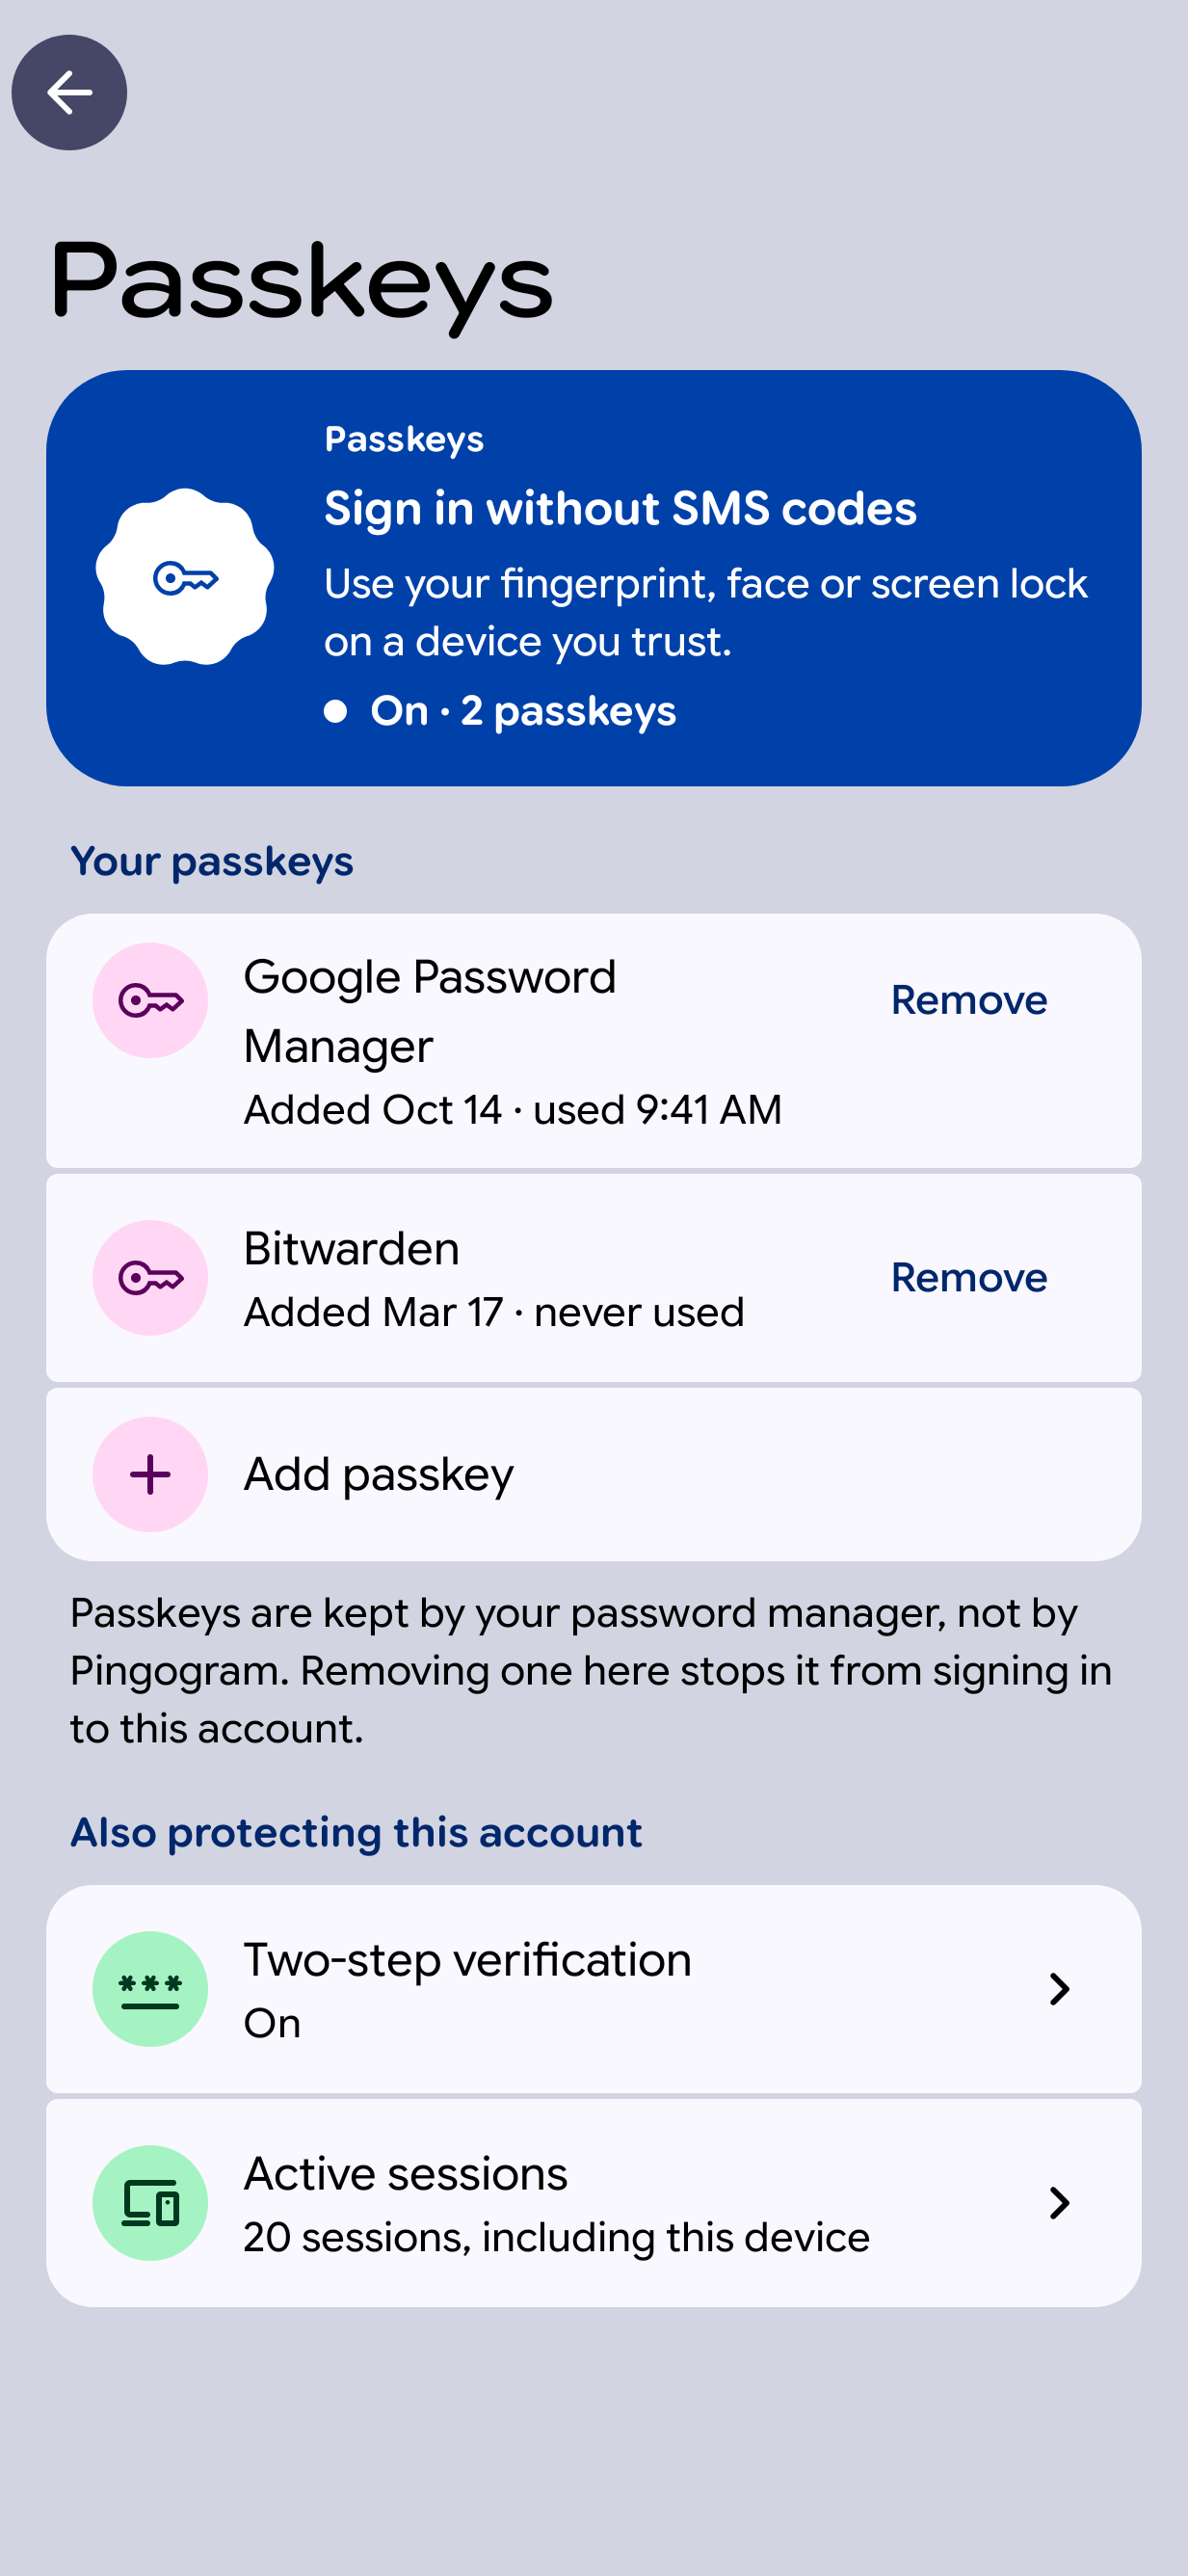 Passkeys
Passkeys
Sign in without SMS codes
Use your fingerprint, face or screen lock
on a device you trust.
On · 2 passkeys
Your passkeys
Google Password
Manager
Added Oct 14 · used 9:41 AM
Remove
Bitwarden
Added Mar 17 · never used
Remove
Add passkey
Passkeys are kept by your password manager, not by
Pingogram. Removing one here stops it from signing in
to this account.
Also protecting this account
Two-step verification
On
Active sessions
20 sessions, including this device